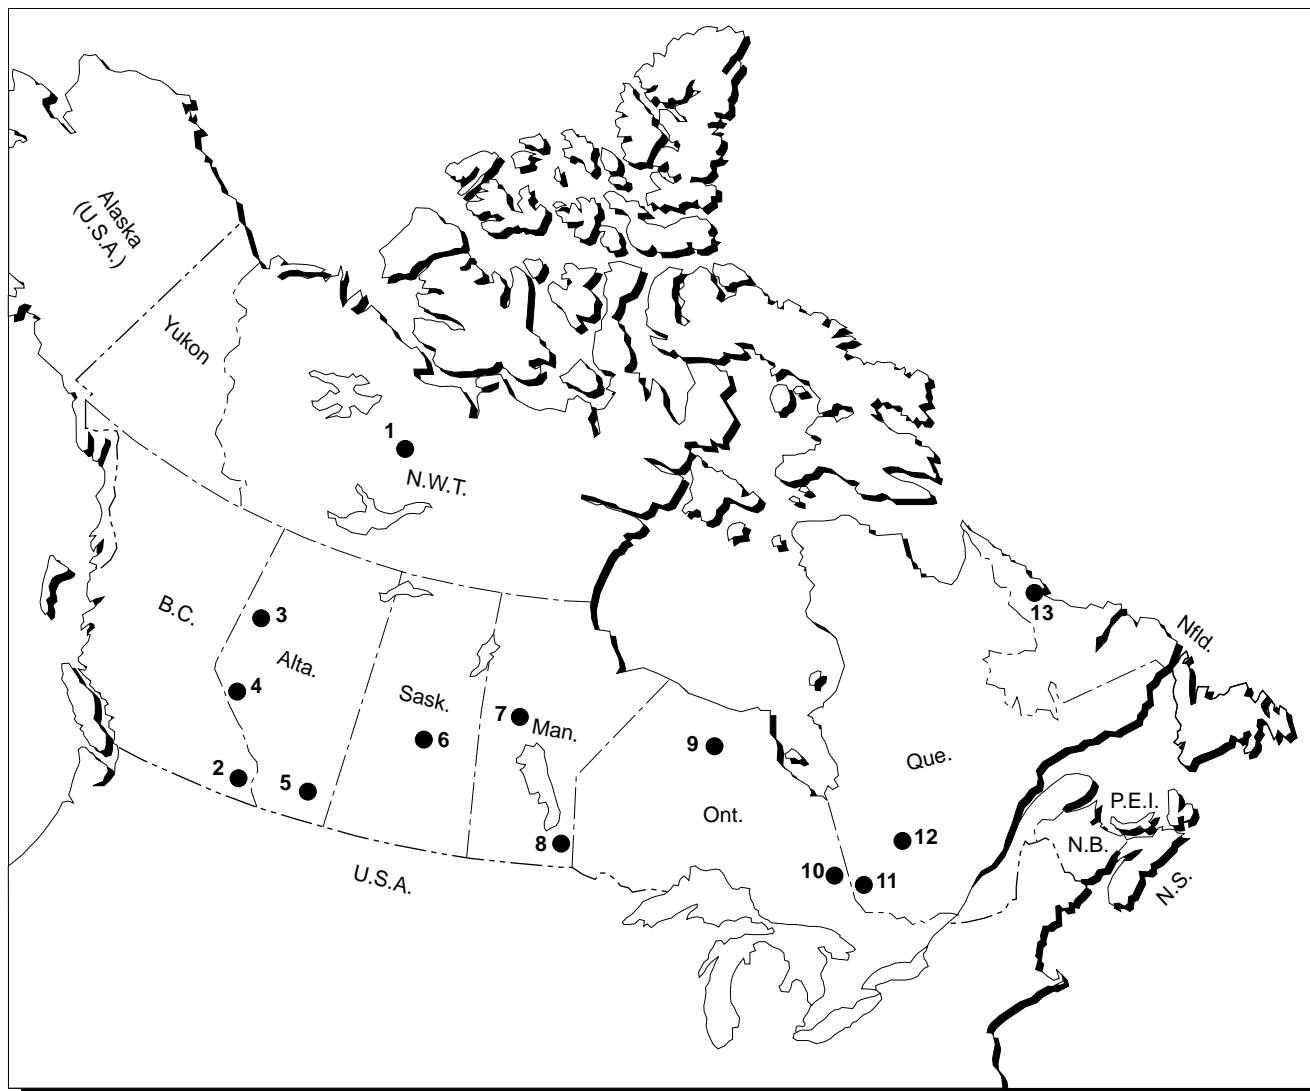 Alaska
(U.S.A.)
Yukon
1
N.W.T.
B.C.
3
Alta.
4
Sask.
2
5
6
7
Man.
8
U.S.A.
9
Ont.
10
11
12
Que.
13
Nfld.
P.E.I.
N.B.
N.S.